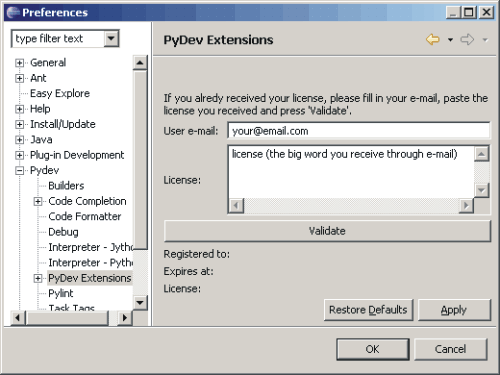 Preferences
type filter text
General
Ant
Easy Explore
Help
Install/Update
Java
Plug-in Development
Pydev
Builders
Code Completion
Code Formatter
Debug
Interpreter - Jyth
Interpreter - Pytho
PyDev Extensions
Pylint
Task Tags
PyDev Extensions
If you alredy received your license, please fill in your e-mail, paste the
license you received and press 'Validate'.
User e-mail: your@email.com
License: license (the big word you receive through e-mail)
Validate
Registered to:
Expires at:
License:
Restore Defaults Apply
OK Cancel